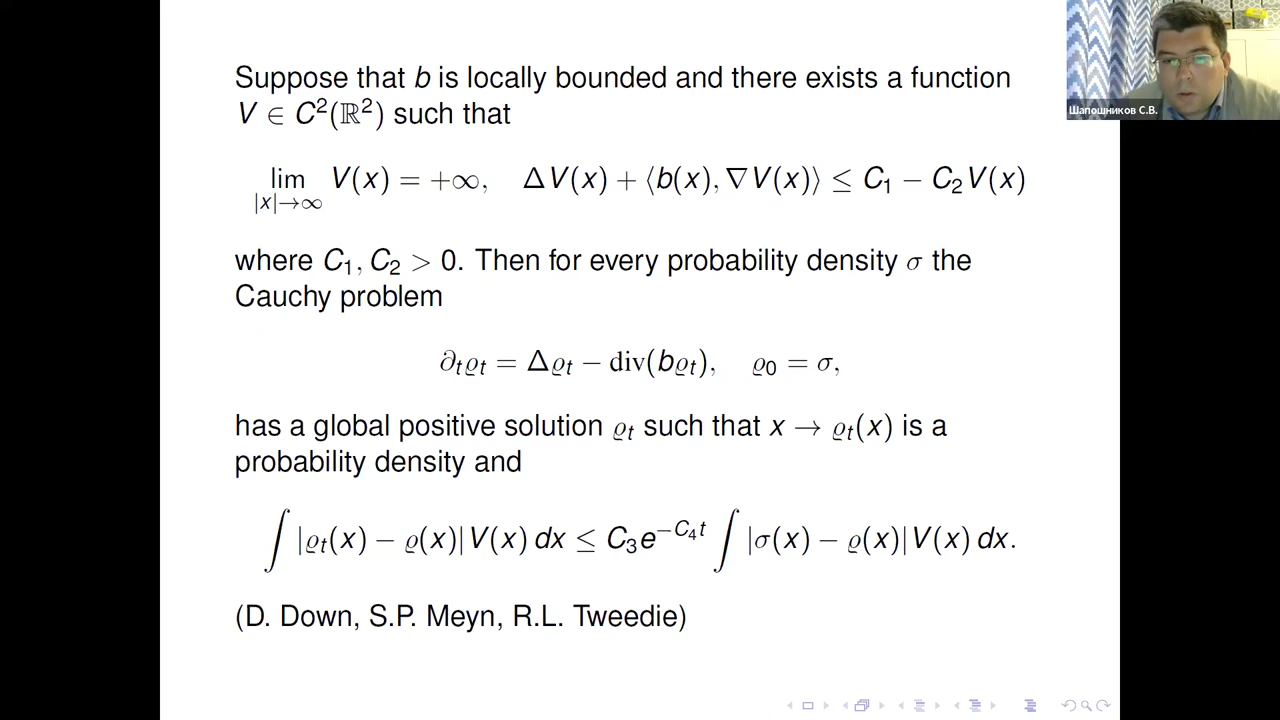 Suppose that b is locally bounded and there exists a function
V ∈ C²(ℝ²) such that
lim_{|x|→∞} V(x) = +∞, ΔV(x) + ⟨b(x), ∇V(x)⟩ ≤ C₁ − C₂V(x)
where C₁, C₂ > 0. Then for every probability density σ the
Cauchy problem
∂ₜϱₜ = Δϱₜ − div(bϱₜ), ϱ₀ = σ,
has a global positive solution ϱₜ such that x → ϱₜ(x) is a
probability density and
∫ |ϱₜ(x) − ϱ(x)|V(x) dx ≤ C₃e^{−C₄t} ∫ |σ(x) − ϱ(x)|V(x) dx.
(D. Down, S.P. Meyn, R.L. Tweedie)
Шапошников С.В.